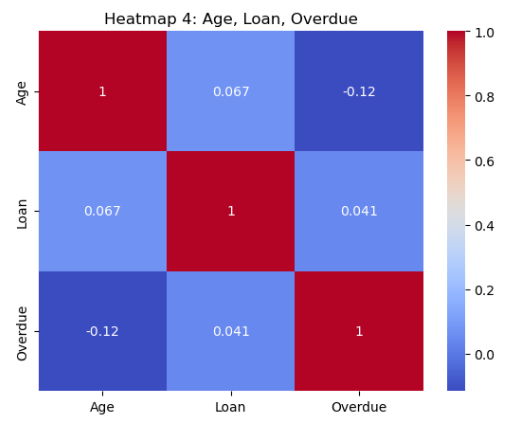 Heatmap 4: Age, Loan, Overdue
Age
1
0.067
-0.12
Loan
0.067
1
0.041
Overdue
-0.12
0.041
1
Age
Loan
Overdue
1.0
0.8
0.6
0.4
0.2
0.0